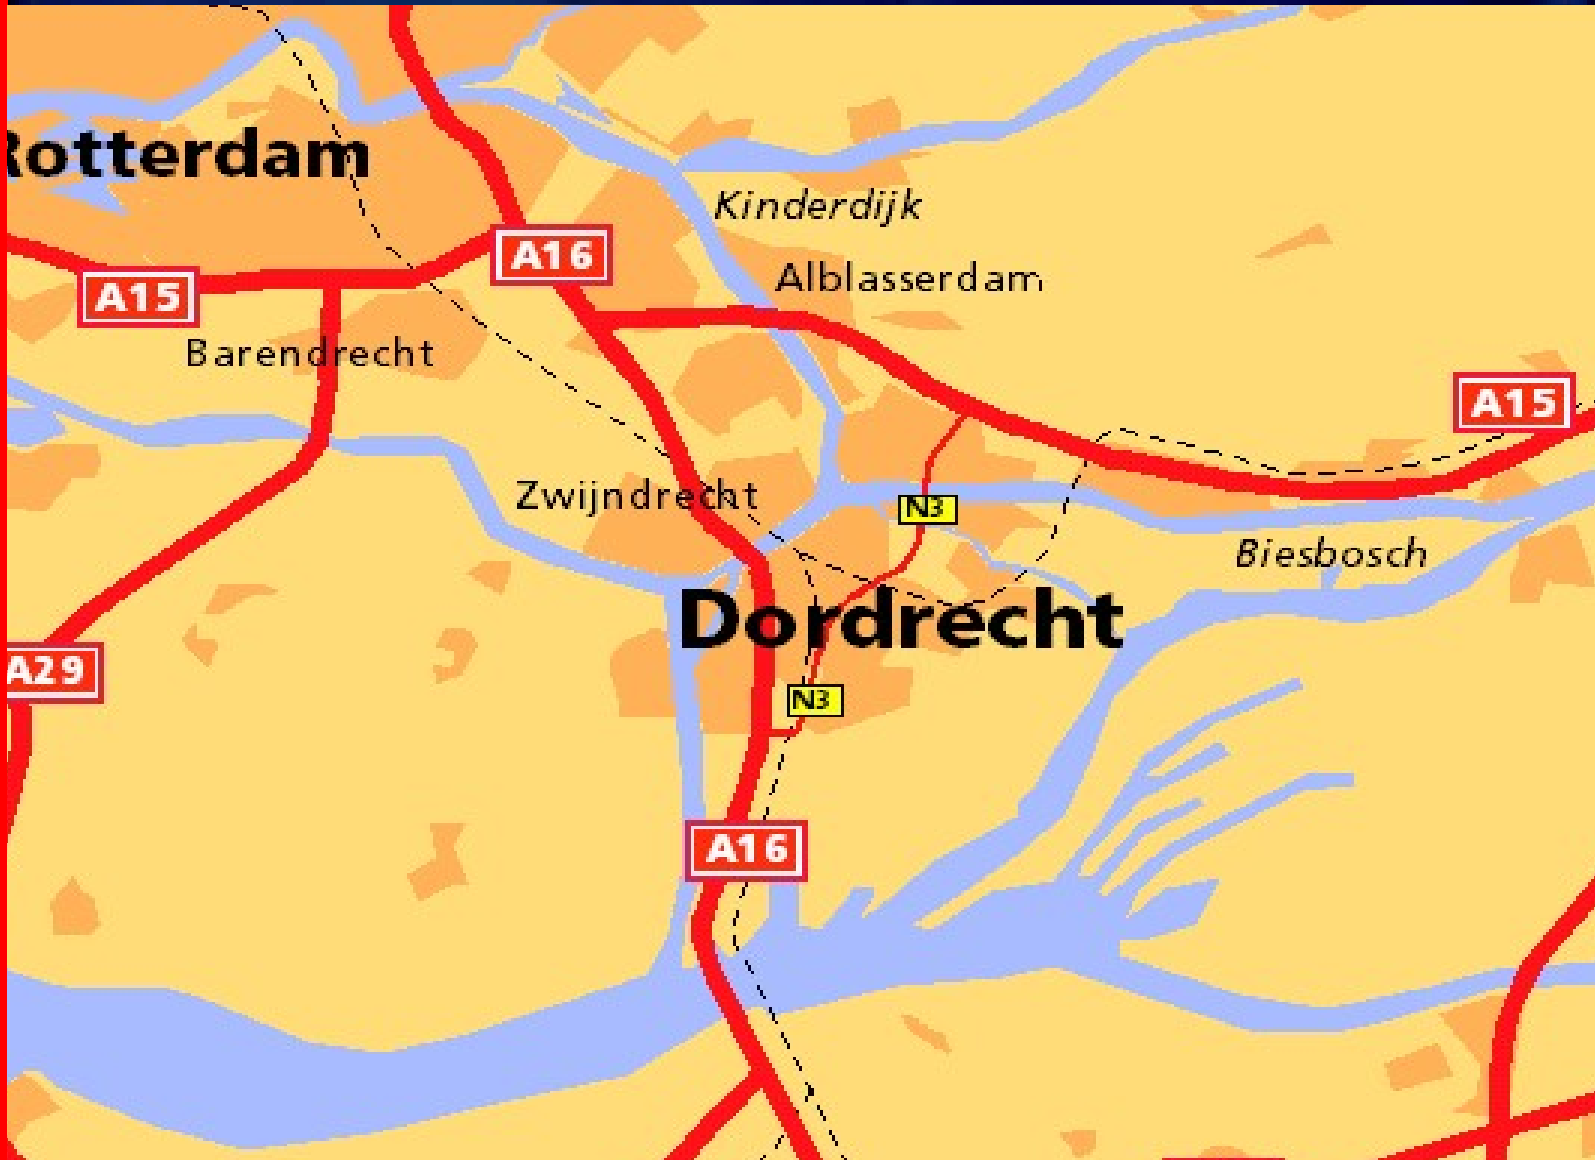 Rotterdam
Kinderdijk
A16
Alblasserdam
A15
Barendrecht
A15
Zwijndrecht
N3
Biesbosch
Dordrecht
A29
N3
A16